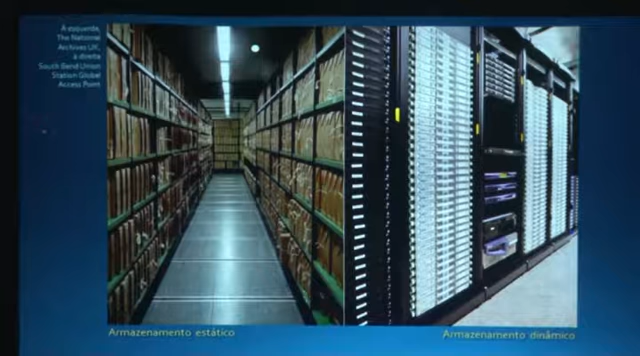 À esquerda,
The National
Archives UK,
à direita
South Bend Union
Station Global
Access Point
Armazenamento estático
Armazenamento dinâmico